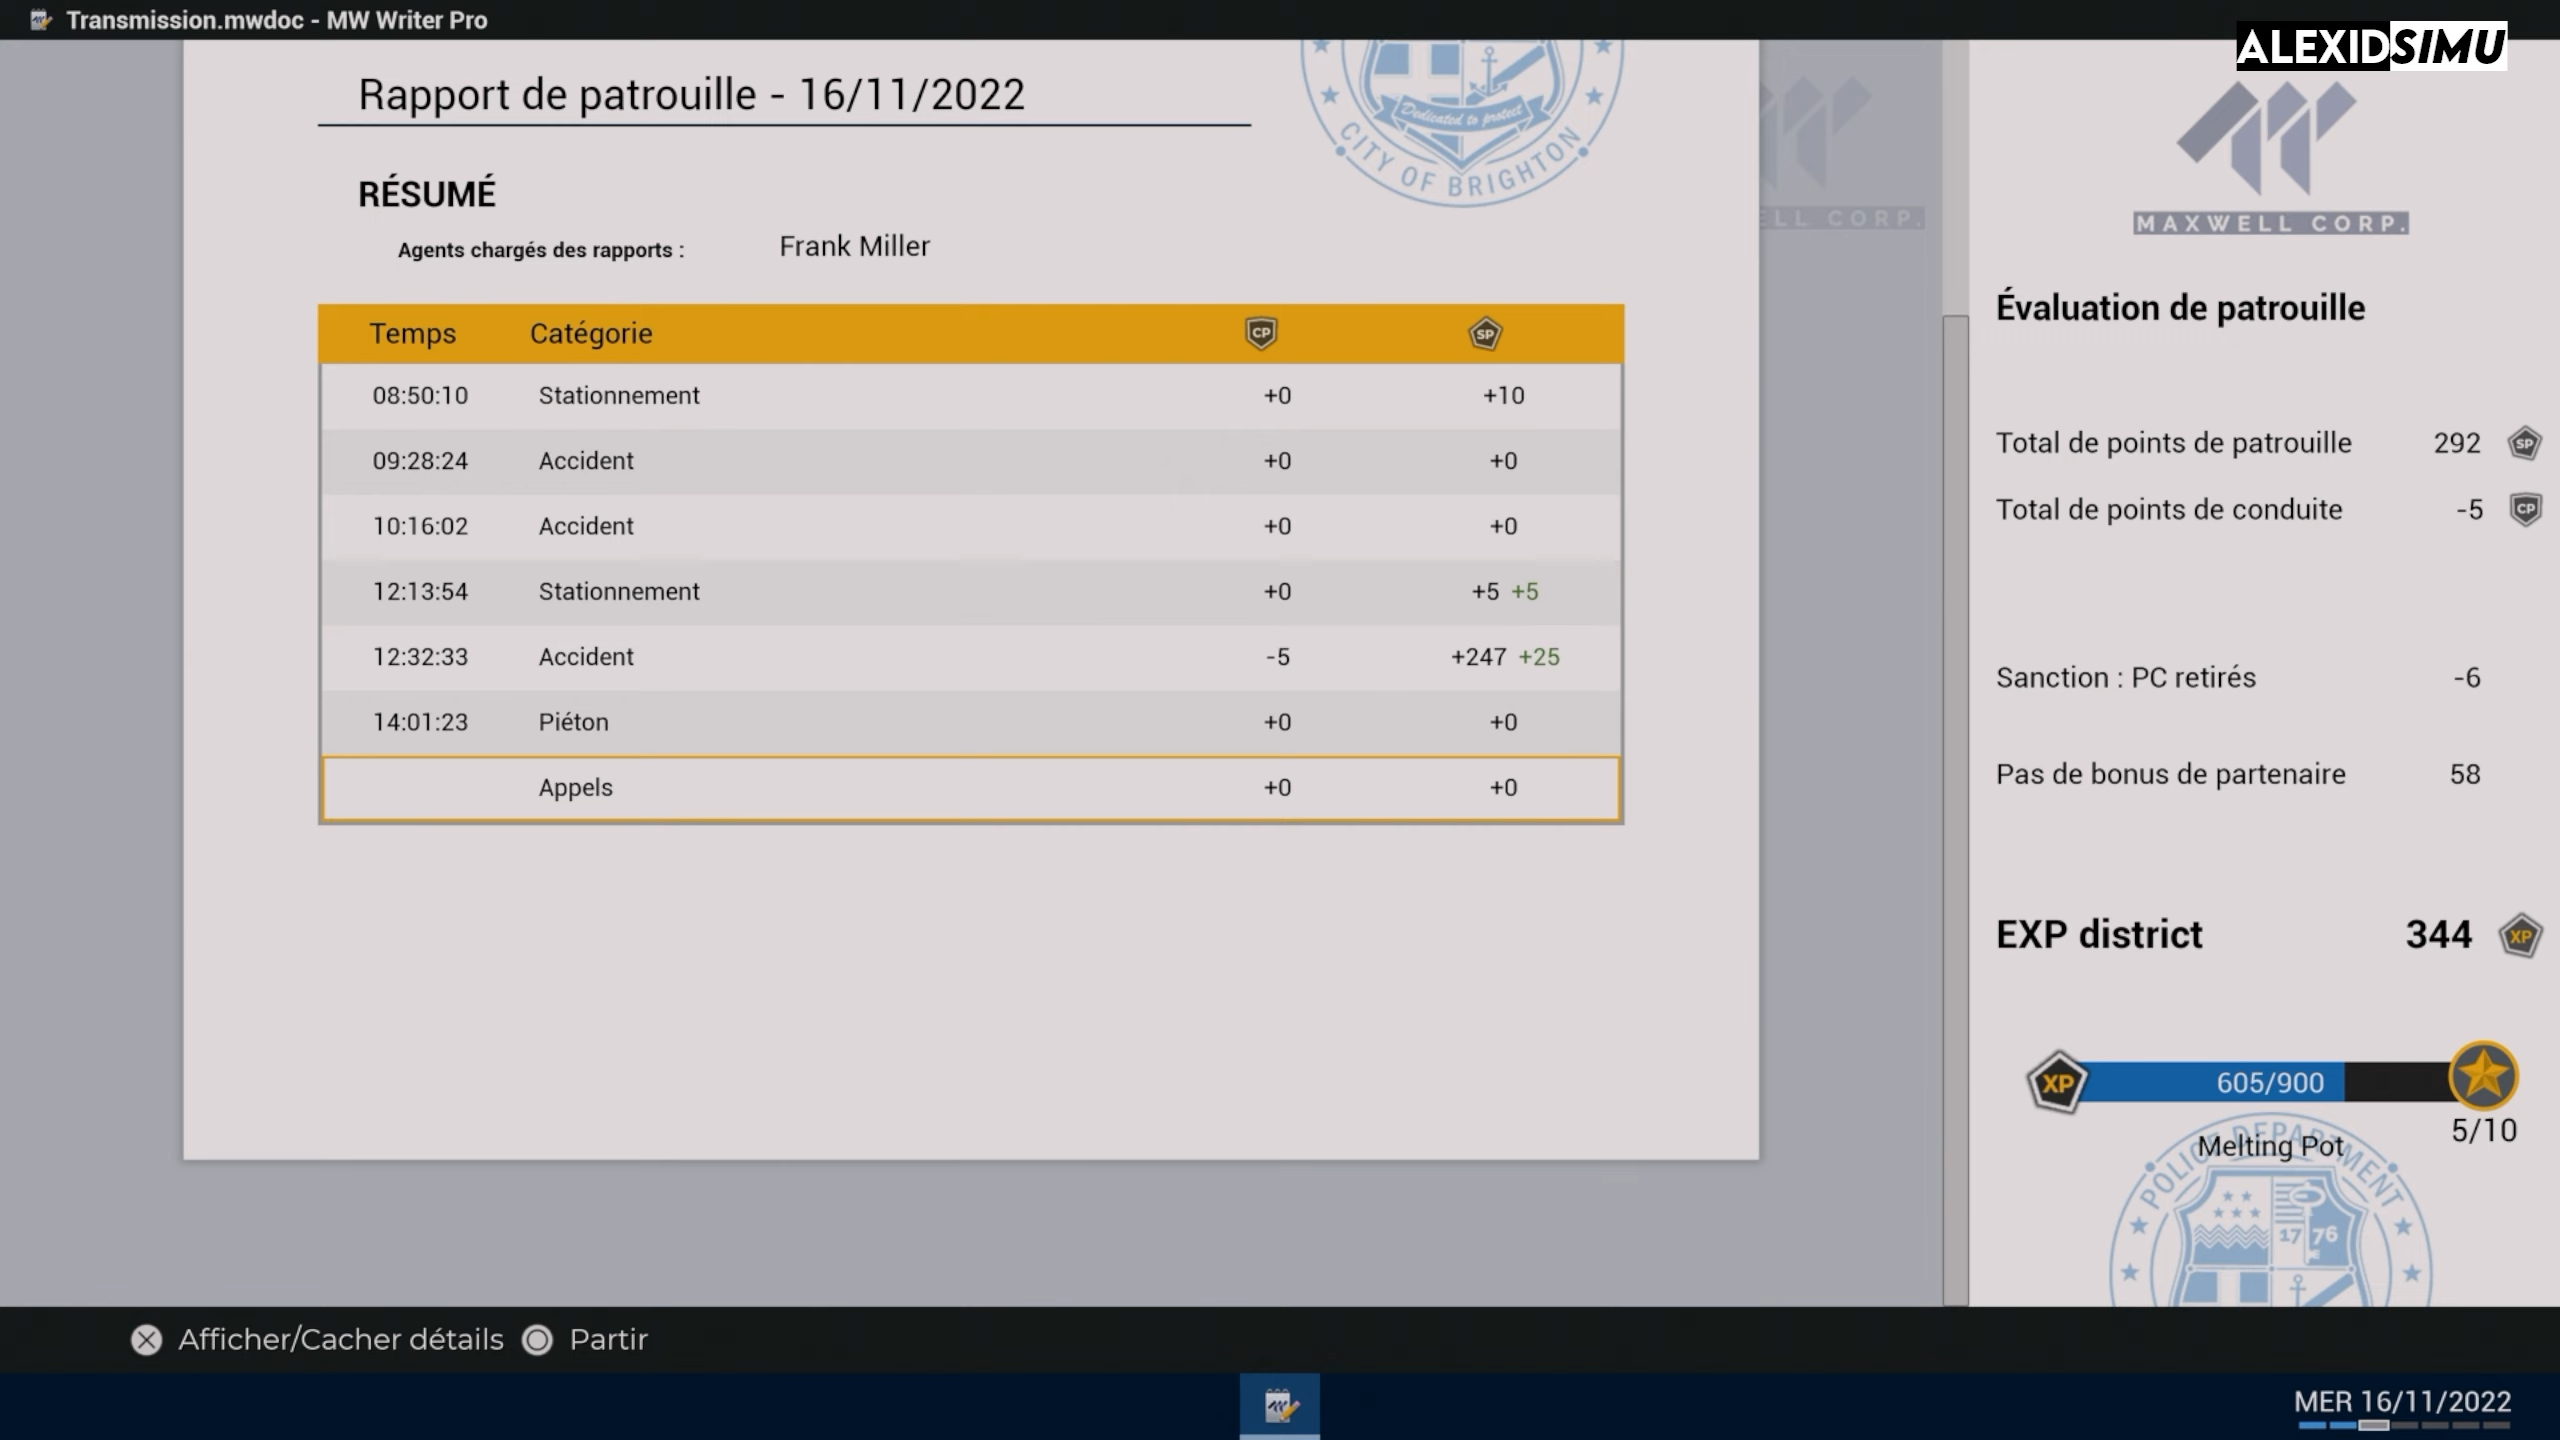 Transmission.mwdoc - MW Writer Pro
ALEXIDSIMU
Rapport de patrouille - 16/11/2022
Dedicated to protect
CITY OF BRIGHTON
RÉSUMÉ
Agents chargés des rapports : Frank Miller
Temps Catégorie CP SP
08:50:10 Stationnement +0 +10
09:28:24 Accident +0 +0
10:16:02 Accident +0 +0
12:13:54 Stationnement +0 +5 +5
12:32:33 Accident -5 +247 +25
14:01:23 Piéton +0 +0
Appels +0 +0
ELL CORP.
MAXWELL CORP.
Évaluation de patrouille
Total de points de patrouille 292 SP
Total de points de conduite -5 CP
Sanction : PC retirés -6
Pas de bonus de partenaire 58
EXP district 344 XP
XP 605/900
5/10
Melting Pot
POLICE DEPARTMENT
17 76
Afficher/Cacher détails Partir
MER 16/11/2022